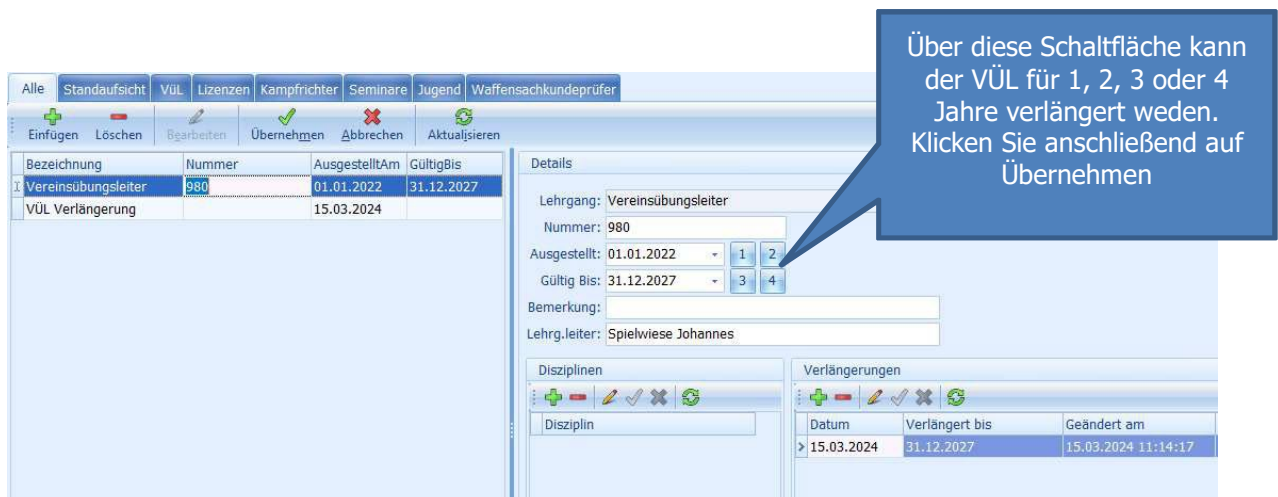 Über diese Schaltfläche kann
der VÜL für 1, 2, 3 oder 4
Jahre verlängert weden.
Klicken Sie anschließend auf
Übernehmen
Alle Standaufsicht VüL Lizenzen Kampfrichter Seminare Jugend Waffensachkundeprüfer
Einfügen Löschen Bearbeiten Übernehmen Abbrechen Aktualisieren
Bezeichnung Nummer AusgestelltAm GültigBis
Vereinsübungsleiter 980 01.01.2022 31.12.2027
VÜL Verlängerung 15.03.2024
Details
Lehrgang: Vereinsübungsleiter
Nummer: 980
Ausgestellt: 01.01.2022 1 2
Gültig Bis: 31.12.2027 3 4
Bemerkung:
Lehrg.leiter: Spielwiese Johannes
Disziplinen
Disziplin
Verlängerungen
Datum Verlängert bis Geändert am
15.03.2024 31.12.2027 15.03.2024 11:14:17